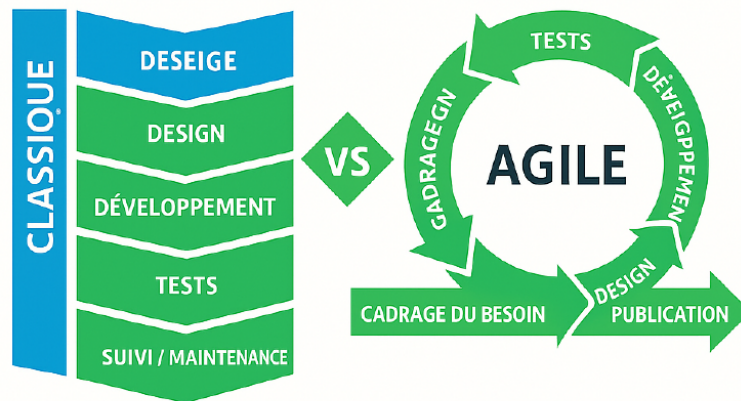 CLASSIQUE
DESEIGE
DESIGN
DÉVELOPPEMENT
TESTS
SUIVI / MAINTENANCE
VS
AGILE
TESTS
GADRAGEGN
DÉVEIGPPEMEN
DESIGN
CADRAGE DU BESOIN
PUBLICATION